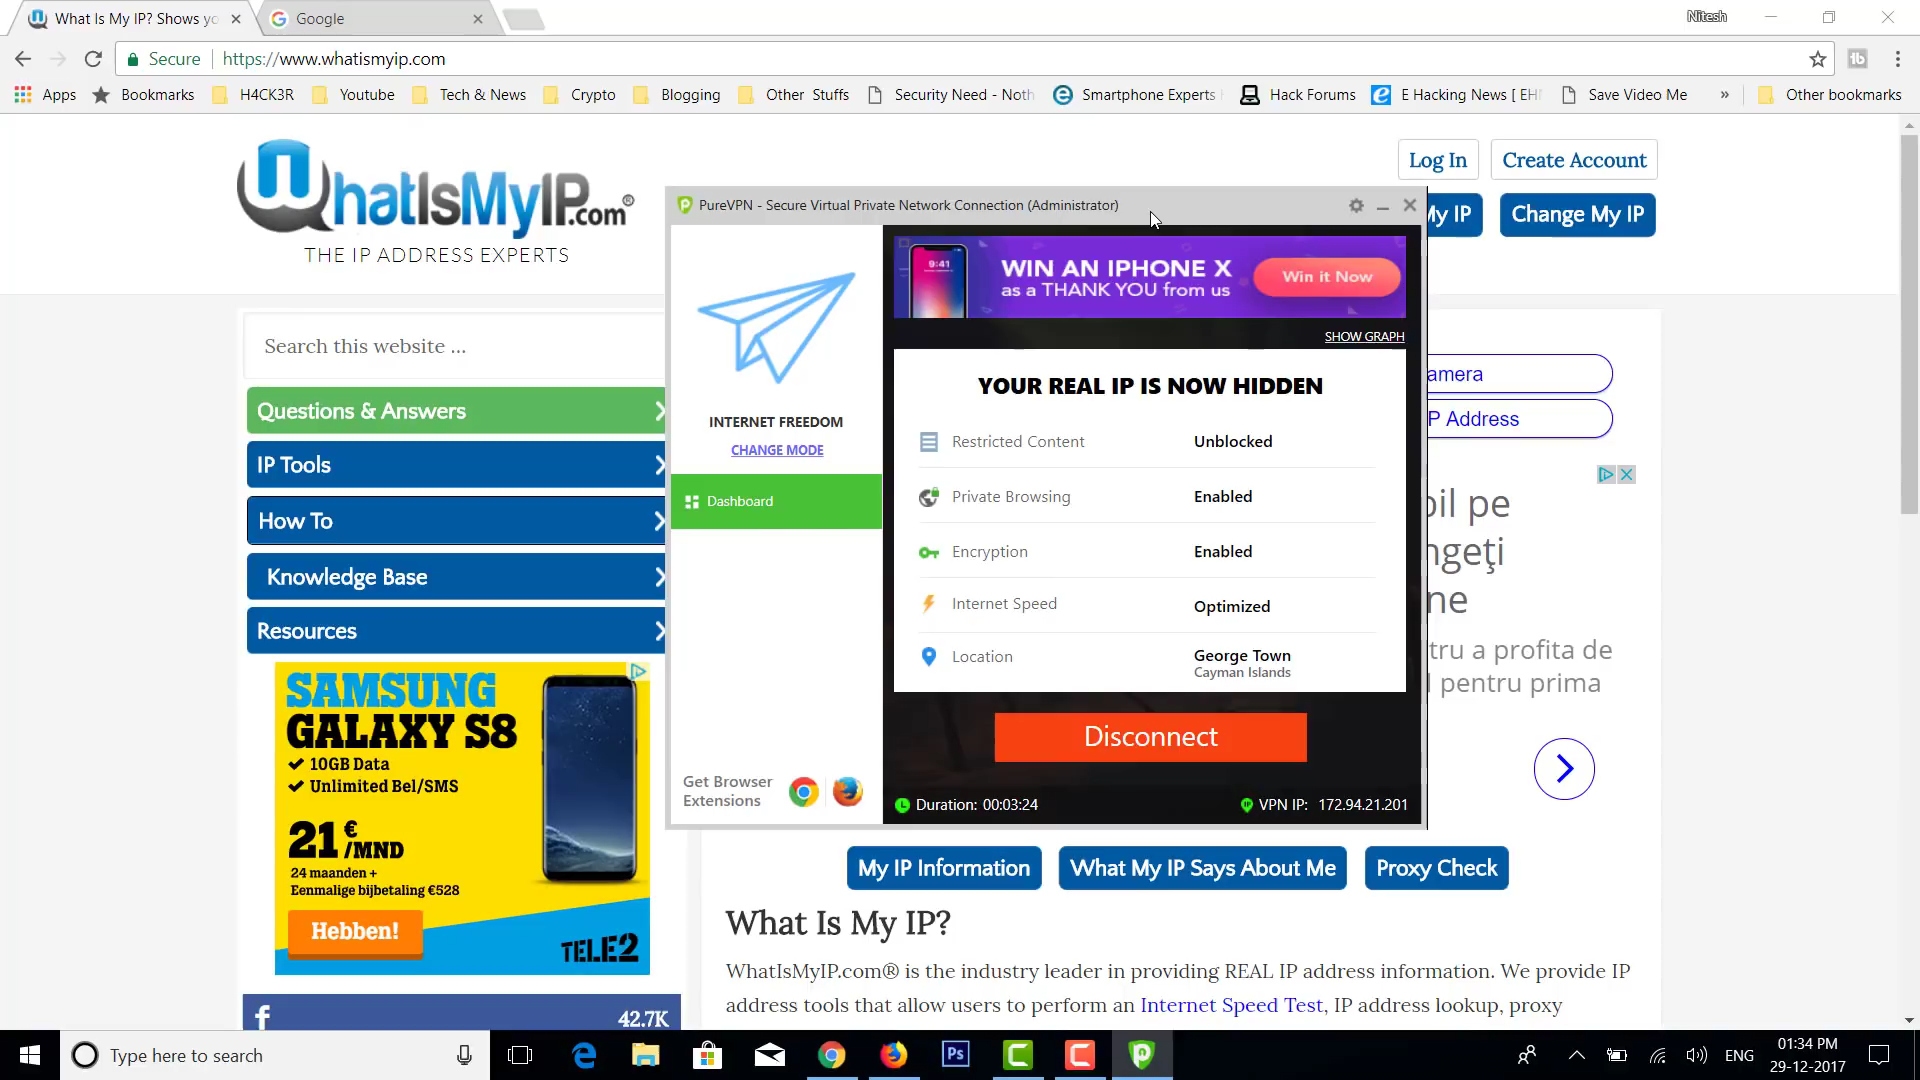 What Is My IP? Shows yo
Google
Nitesh
Secure
https://www.whatismyip.com
Apps
Bookmarks
H4CK3R
Youtube
Tech & News
Crypto
Blogging
Other Stuffs
Security Need - Noth
Smartphone Experts
Hack Forums
E Hacking News [ EH
Save Video Me
»
Other bookmarks
WhatIsMyIP.com®
THE IP ADDRESS EXPERTS
Log In
Create Account
My IP
Change My IP
PureVPN - Secure Virtual Private Network Connection (Administrator)
9:41
WIN AN IPHONE X
as a THANK YOU from us
Win it Now
SHOW GRAPH
YOUR REAL IP IS NOW HIDDEN
Restricted Content
Unblocked
Private Browsing
Enabled
Encryption
Enabled
Internet Speed
Optimized
Location
George Town
Cayman Islands
Disconnect
Duration: 00:03:24
VPN IP: 172.94.21.201
INTERNET FREEDOM
CHANGE MODE
Dashboard
Get Browser
Extensions
Search this website …
Questions & Answers
IP Tools
How To
Knowledge Base
Resources
amera
P Address
bil pe
ngeți
ne
tru a profita de
l pentru prima
SAMSUNG
GALAXY S8
10GB Data
Unlimited Bel/SMS
21€
/MND
24 maanden +
Eenmalige bijbetaling €528
Hebben!
TELE2
42.7K
My IP Information
What My IP Says About Me
Proxy Check
What Is My IP?
WhatIsMyIP.com® is the industry leader in providing REAL IP address information. We provide IP
address tools that allow users to perform an Internet Speed Test, IP address lookup, proxy
Type here to search
Ps
ENG
01:34 PM
29-12-2017